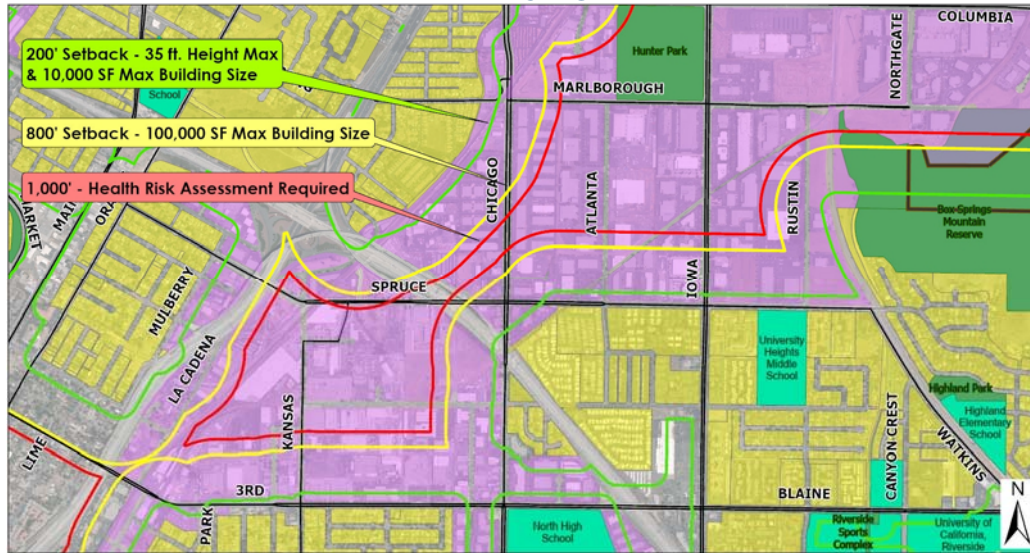 COLUMBIA
NORTHGATE
200' Setback - 35 ft. Height Max
& 10,000 SF Max Building Size
Hunter Park
School
MARLBOROUGH
800' Setback - 100,000 SF Max Building Size
1,000' - Health Risk Assessment Required
MARKET
MAIN
CHICAGO
ATLANTA
RUSTIN
Box Springs
Mountain
Reserve
MULBERRY
SPRUCE
IOWA
LA CADENA
University
Heights
Middle
School
Highland Park
Highland
Elementary
School
KANSAS
CANYON CREST
WATKINS
LIME
3RD
BLAINE
N
PARK
North High
School
Riverside
Sports
Complex
University of
California,
Riverside